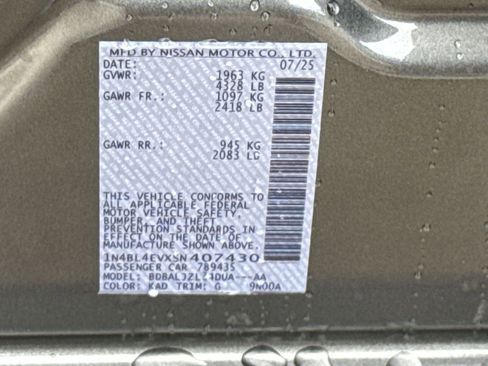 MFD BY NISSAN MOTOR CO., LTD.
DATE: 07/25
GVWR: 1963 KG
4328 LB
GAWR FR.: 1097 KG
2418 LB
GAWR RR.: 945 KG
2083 LB
THIS VEHICLE CONFORMS TO
ALL APPLICABLE FEDERAL
MOTOR VEHICLE SAFETY,
BUMPER, AND THEFT
PREVENTION STANDARDS
IN EFFECT ON THE DATE OF
MANUFACTURE SHOWN ABOVE.
1N4BL4EVXSN407430
PASSENGER CAR 789435
MODEL:
COLOR: KAD TRIM: G 9N00A